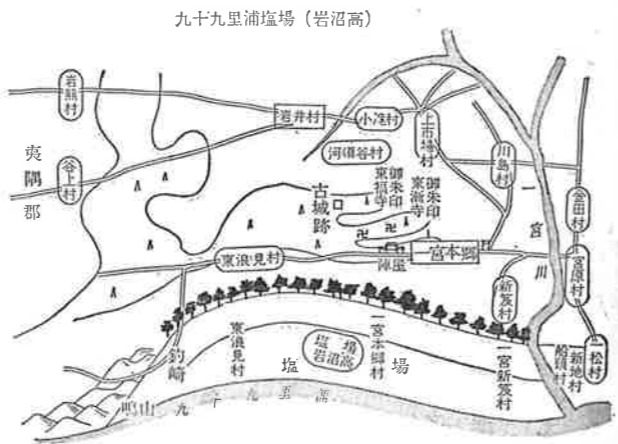 九十九里浦塩場（岩沼高）
岩熊村
夷隅郡
谷上村
岩井村
小滝村
河須谷村
上市場村
川島村
金田村
宮原村
松村
新地村
船頭村
一宮川
御朱印
東漸寺
御朱印
東福寺
古城跡
東浪見村
陣屋
一宮本郷
新笈村
釣崎
東浪見村
塩場
塩場
岩沼高
一宮本郷村
一宮新笈村
九十九里浦